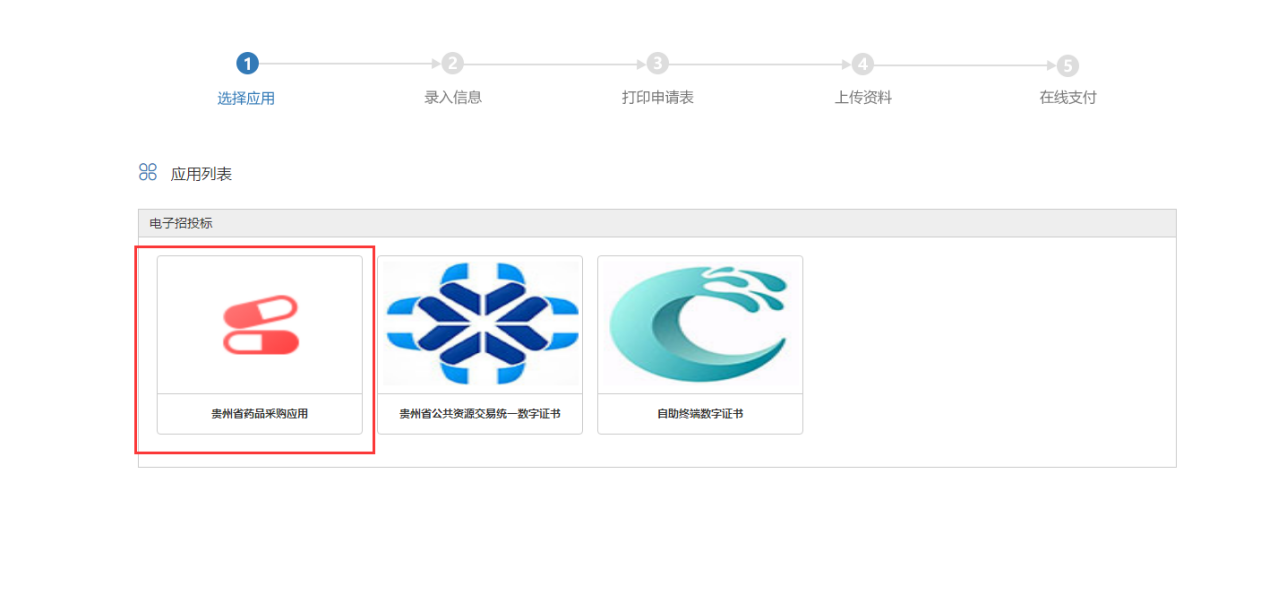 1 2 3 4 5
选择应用 录入信息 打印申请表 上传资料 在线支付
应用列表
电子招投标
贵州省药品采购应用 贵州省公共资源交易统一数字证书 自助终端数字证书